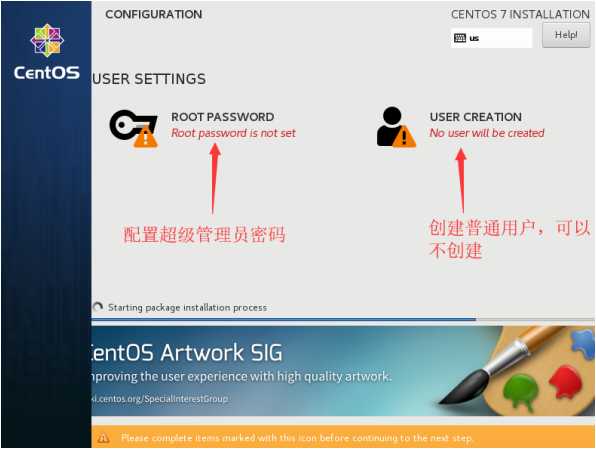 CONFIGURATION
CENTOS 7 INSTALLATION
us
Help!
CentOS
USER SETTINGS
ROOT PASSWORD
Root password is not set
USER CREATION
No user will be created
配置超级管理员密码
创建普通用户，可以
不创建
Starting package installation process
entOS Artwork SIG
mproving the user experience with high quality artwork.
ki.centos.org/SpecialInterestGroup
Please complete items marked with this icon before continuing to the next step.